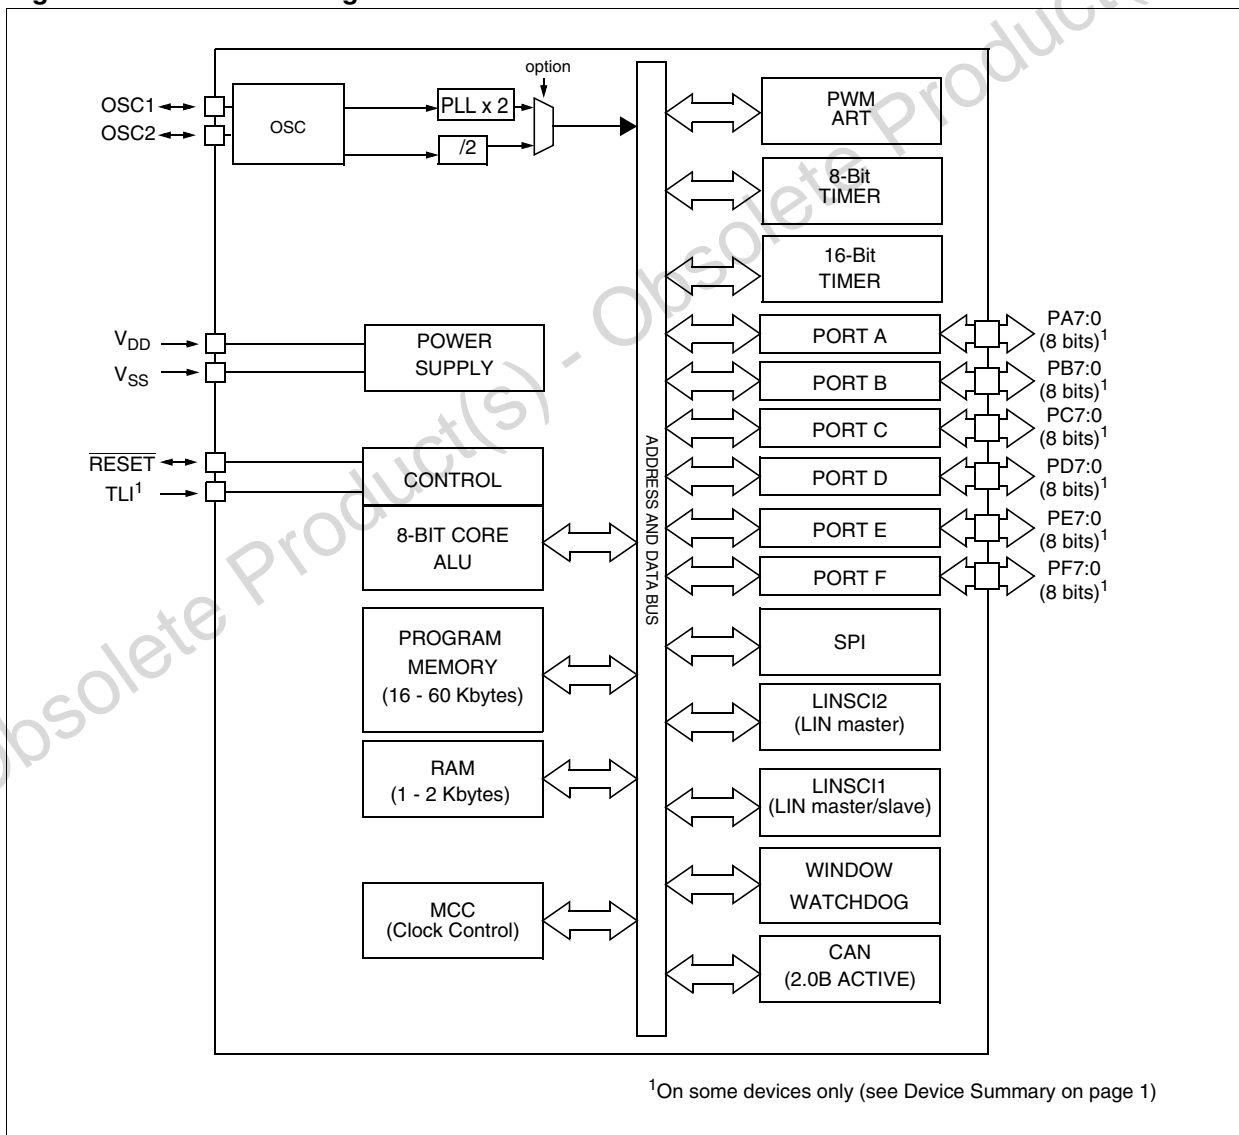 option
OSC1
OSC2
OSC
PLL x 2
/2
PWM
ART
8-Bit
TIMER
16-Bit
TIMER
VDD
VSS
POWER
SUPPLY
RESET
TLI1
CONTROL
8-BIT CORE
ALU
PROGRAM
MEMORY
(16 - 60 Kbytes)
RAM
(1 - 2 Kbytes)
MCC
(Clock Control)
ADDRESS AND DATA BUS
PORT A
PA7:0
(8 bits)1
PORT B
PB7:0
(8 bits)1
PORT C
PC7:0
(8 bits)1
PORT D
PD7:0
(8 bits)1
PORT E
PE7:0
(8 bits)1
PORT F
PF7:0
(8 bits)1
SPI
LINSCI2
(LIN master)
LINSCI1
(LIN master/slave)
WINDOW
WATCHDOG
CAN
(2.0B ACTIVE)
1On some devices only (see Device Summary on page 1)
Obsolete Product(s) - Obsolete Product(